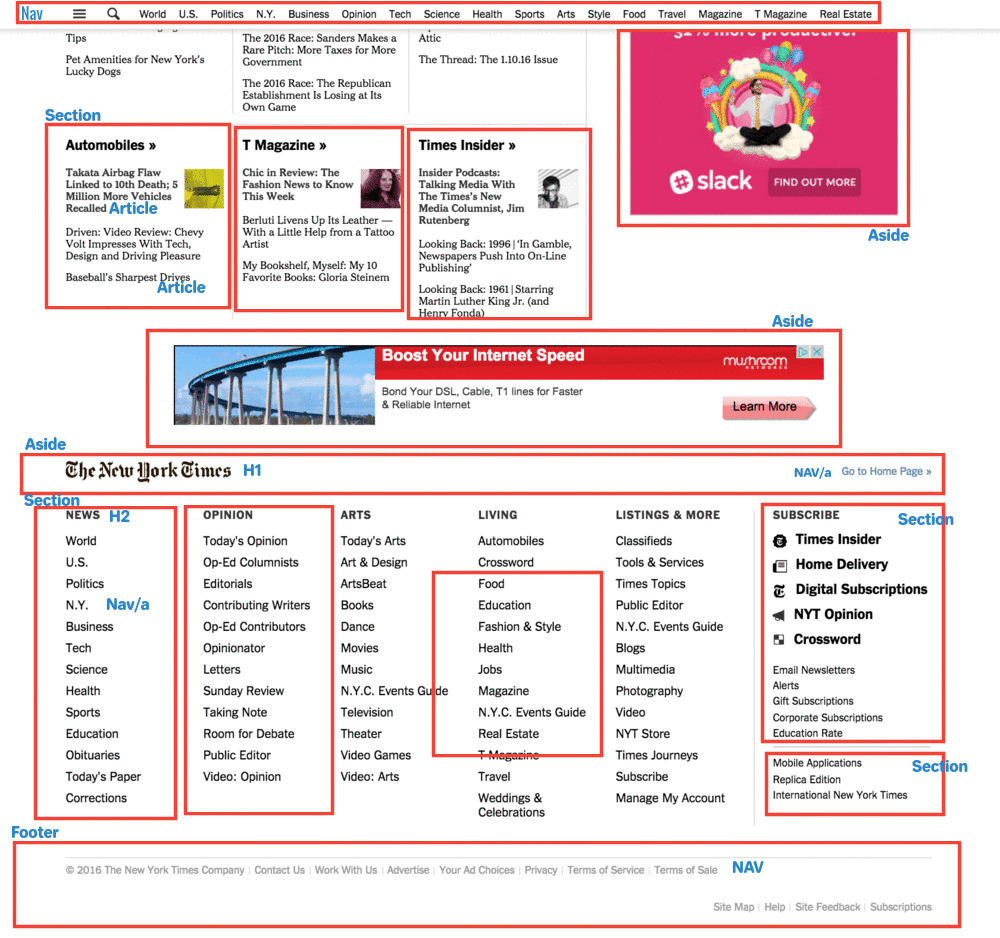 Nav World U.S. Politics N.Y. Business Opinion Tech Science Health Sports Arts Style Food Travel Magazine T Magazine Real Estate
Tips
Pet Amenities for New York's
Lucky Dogs
The 2016 Race: Sanders Makes a
Rare Pitch: More Taxes for More
Government
The 2016 Race: The Republican
Establishment Is Losing at Its
Own Game
Attic
The Thread: The 1.10.16 Issue
more productive.
slack FIND OUT MORE
Aside
Section
Automobiles »
Takata Airbag Flaw
Linked to 10th Death; 5
Million More Vehicles
Recalled Article
Driven: Video Review: Chevy
Volt Impresses With Tech,
Design and Driving Pleasure
Baseball's Sharpest Drives
Article
T Magazine »
Chic in Review: The
Fashion News to Know
This Week
Berluti Livens Up Its Leather —
With a Little Help from a Tattoo
Artist
My Bookshelf, Myself: My 10
Favorite Books: Gloria Steinem
Times Insider »
Insider Podcasts:
Talking Media With
The Times's New
Media Columnist, Jim
Rutenberg
Looking Back: 1996 | 'In Gamble,
Newspapers Push Into On-Line
Publishing'
Looking Back: 1961 | Starring
Martin Luther King Jr. (and
Henry Fonda)
Aside
Boost Your Internet Speed
mushroom
NETWORKS
Bond Your DSL, Cable, T1 lines for Faster
& Reliable Internet
Learn More
Aside
The New York Times H1 NAV/a Go to Home Page »
Section
NEWS H2
World
U.S.
Politics
N.Y. Nav/a
Business
Tech
Science
Health
Sports
Education
Obituaries
Today's Paper
Corrections
OPINION
Today's Opinion
Op-Ed Columnists
Editorials
Contributing Writers
Op-Ed Contributors
Opinionator
Letters
Sunday Review
Taking Note
Room for Debate
Public Editor
Video: Opinion
ARTS
Today's Arts
Art & Design
ArtsBeat
Books
Dance
Movies
Music
N.Y.C. Events Guide
Television
Theater
Video Games
Video: Arts
LIVING
Automobiles
Crossword
Food
Education
Fashion & Style
Health
Jobs
Magazine
N.Y.C. Events Guide
Real Estate
T Magazine
Travel
Weddings &
Celebrations
LISTINGS & MORE
Classifieds
Tools & Services
Times Topics
Public Editor
N.Y.C. Events Guide
Blogs
Multimedia
Photography
Video
NYT Store
Times Journeys
Subscribe
Manage My Account
SUBSCRIBE
Section
Times Insider
Home Delivery
Digital Subscriptions
NYT Opinion
Crossword
Email Newsletters
Alerts
Gift Subscriptions
Corporate Subscriptions
Education Rate
Mobile Applications
Section
Replica Edition
International New York Times
Footer
© 2016 The New York Times Company | Contact Us | Work With Us | Advertise | Your Ad Choices | Privacy | Terms of Service | Terms of Sale NAV
Site Map | Help | Site Feedback | Subscriptions